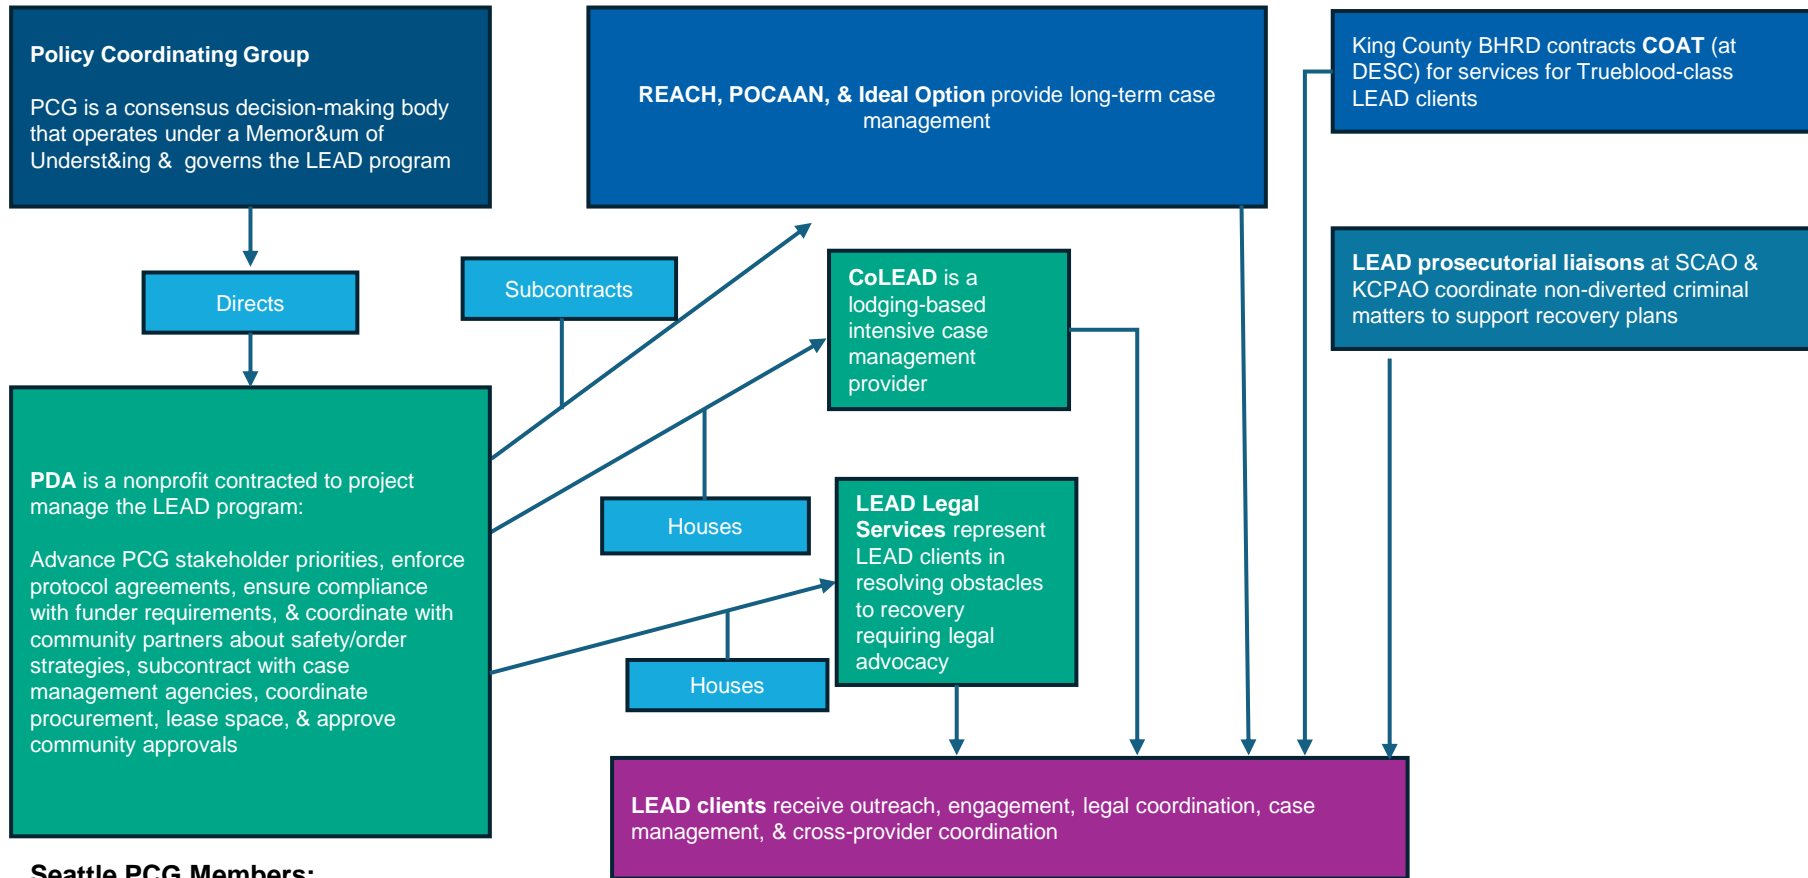 Policy Coordinating Group
PCG is a consensus decision-making body
that operates under a Memor&um of
Underst&ing &  governs the LEAD program
REACH, POCAAN, & Ideal Option provide long-term case
management
King County BHRD contracts COAT (at
DESC) for services for Trueblood-class
LEAD clients
Directs
Subcontracts
CoLEAD is a
lodging-based
intensive case
management
provider
LEAD prosecutorial liaisons at SCAO &
KCPAO coordinate non-diverted criminal
matters to support recovery plans
PDA is a nonprofit contracted to project
manage the LEAD program:
Advance PCG stakeholder priorities, enforce
protocol agreements, ensure compliance
with funder requirements, & coordinate with
community partners about safety/order
strategies, subcontract with case
management agencies, coordinate
procurement, lease space, & approve
community approvals
Houses
LEAD Legal
Services represent
LEAD clients in
resolving obstacles
to recovery
requiring legal
advocacy
Houses
LEAD clients receive outreach, engagement, legal coordination, case
management, & cross-provider coordination
Seattle PCG Members: